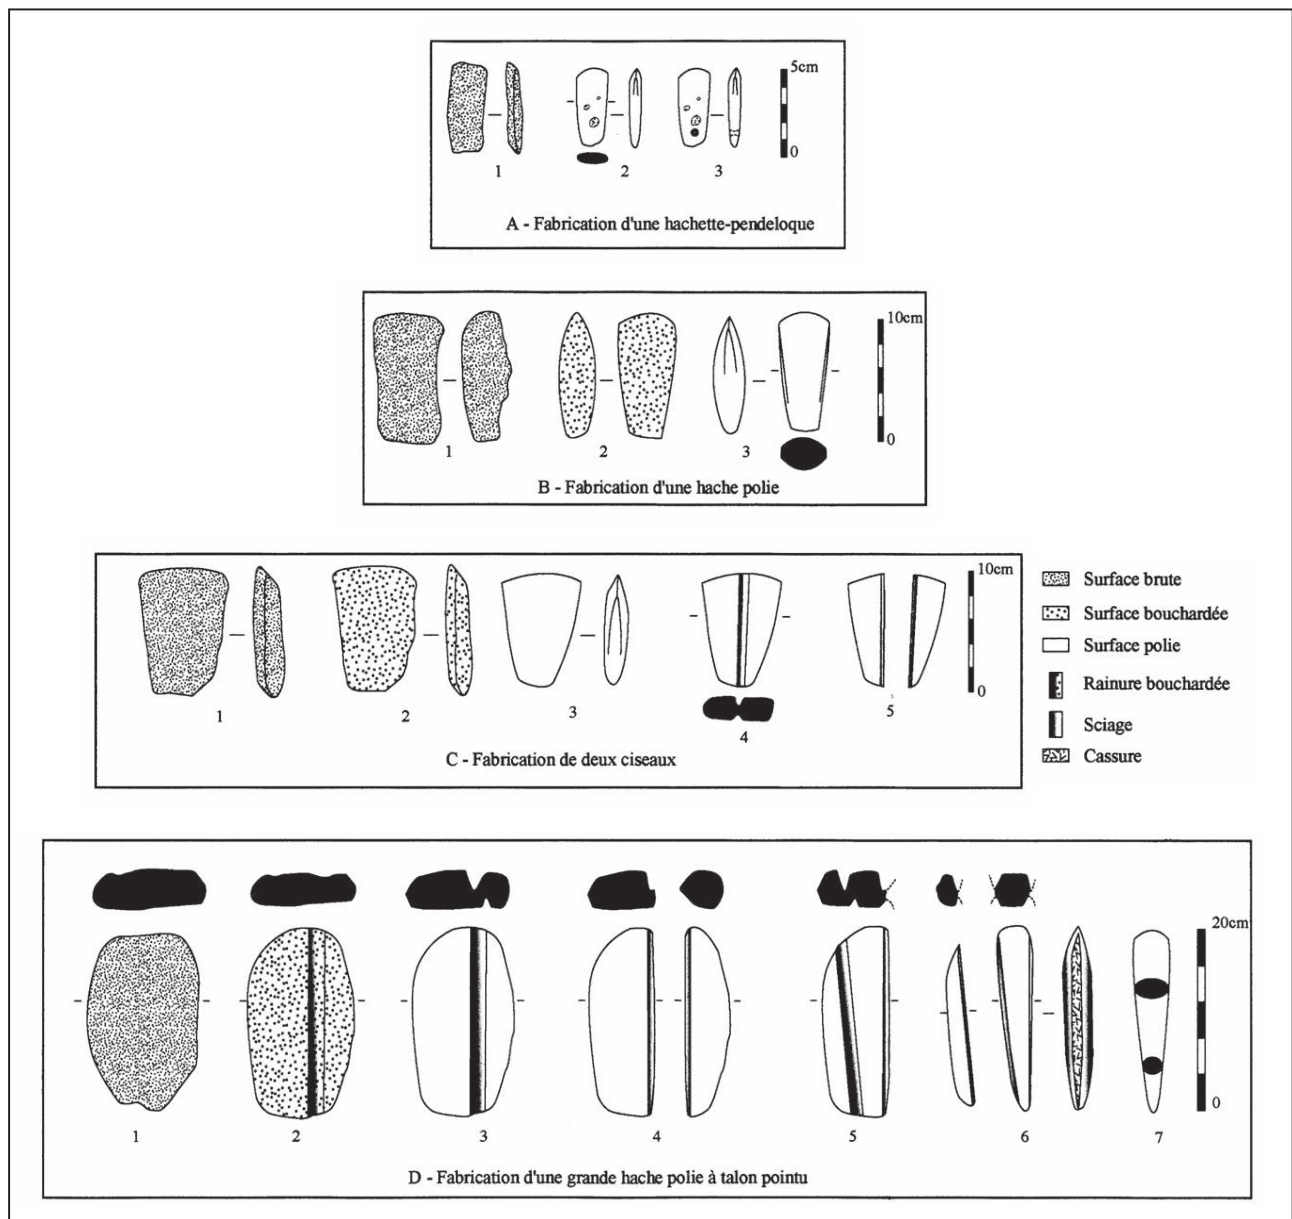 5cm
0
1 2 3
A - Fabrication d'une hachette-pendeloque
10cm
0
1 2 3
B - Fabrication d'une hache polie
10cm
0
1 2 3 4 5
C - Fabrication de deux ciseaux
Surface brute
Surface bouchardée
Surface polie
Rainure bouchardée
Sciage
Cassure
20cm
0
1 2 3 4 5 6 7
D - Fabrication d'une grande hache polie à talon pointu